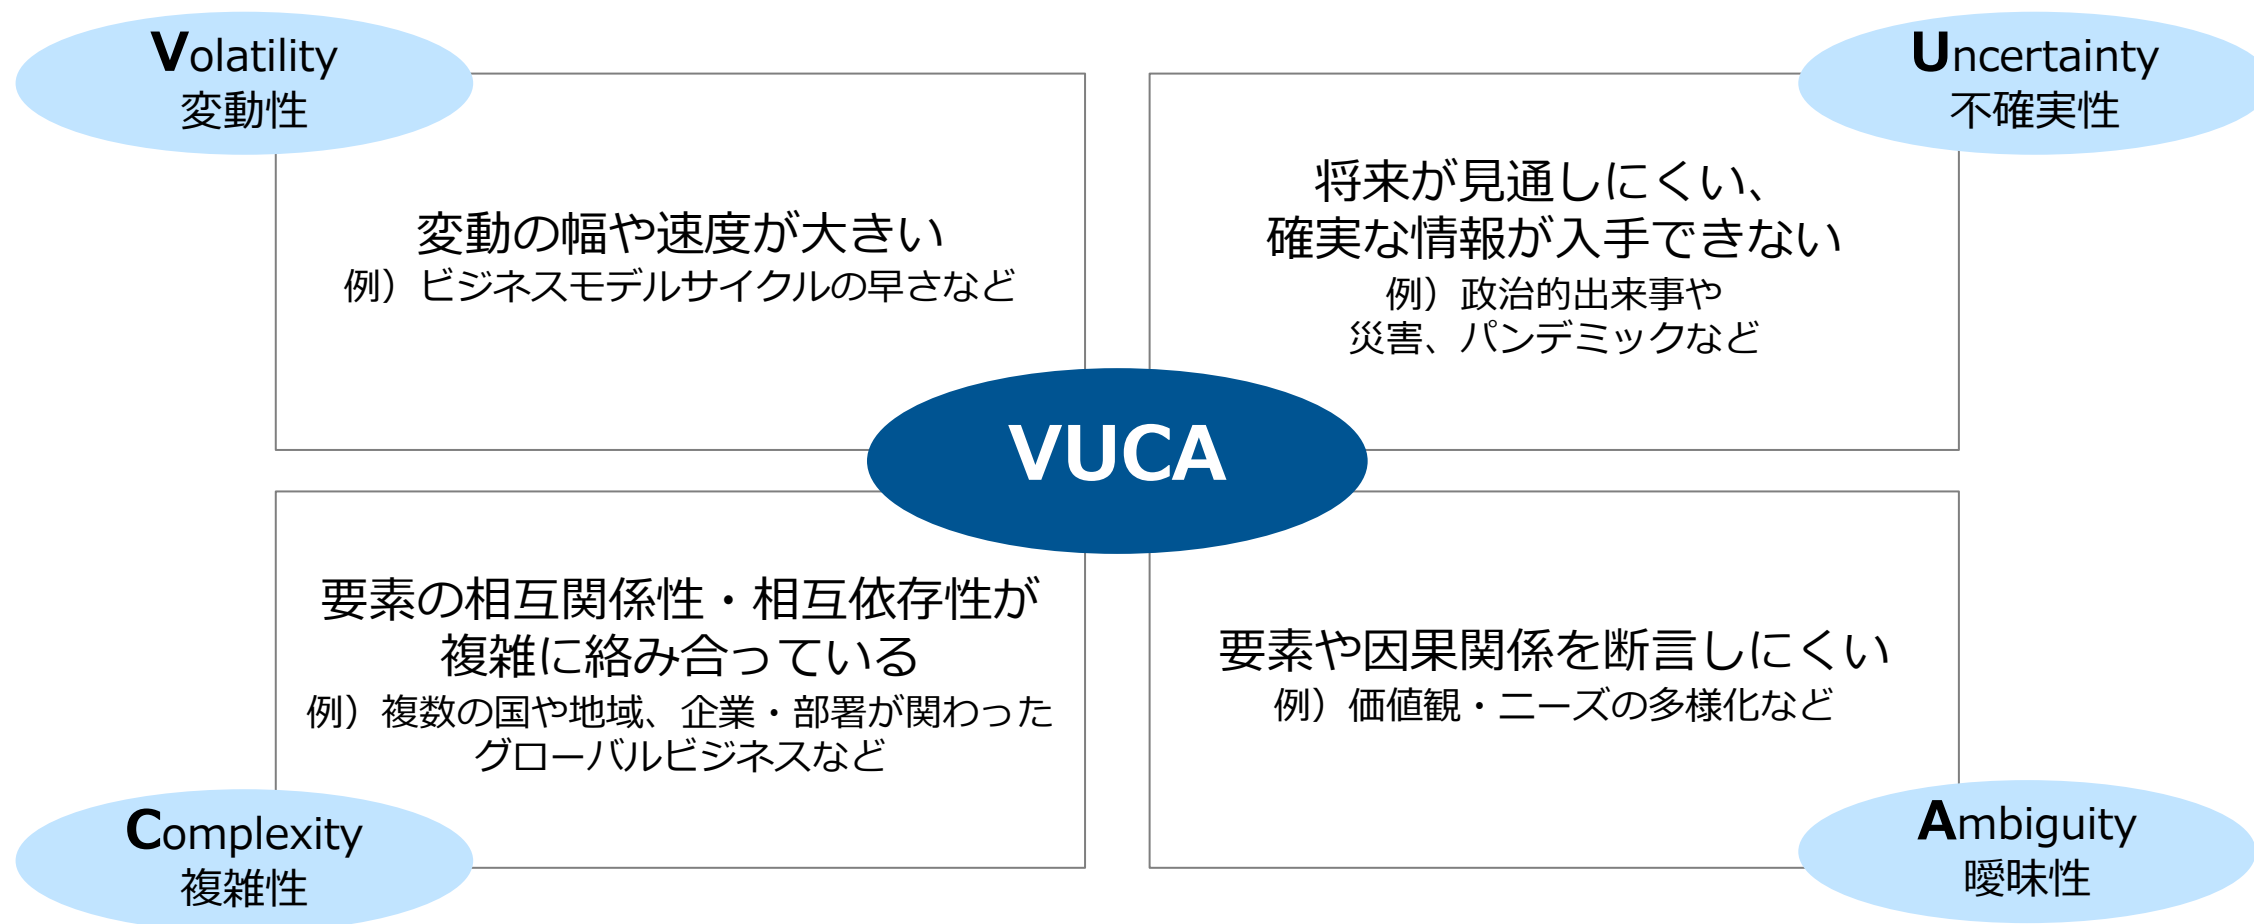 Volatility
変動性
変動の幅や速度が大きい
例）ビジネスモデルサイクルの早さなど
Uncertainty
不確実性
将来が見通しにくい、
確実な情報が入手できない
例）政治的出来事や
災害、パンデミックなど
VUCA
要素の相互関係性・相互依存性が
複雑に絡み合っている
例）複数の国や地域、企業・部署が関わった
グローバルビジネスなど
Complexity
複雑性
要素や因果関係を断言しにくい
例）価値観・ニーズの多様化など
Ambiguity
曖昧性